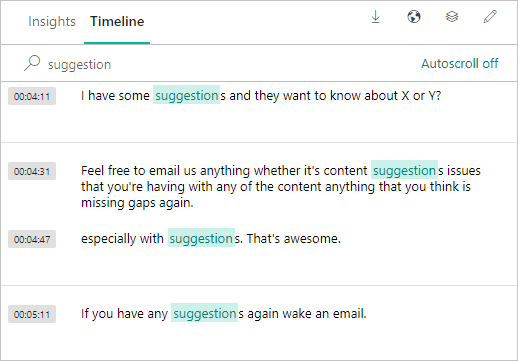 Insights Timeline
suggestion Autoscroll off
00:04:11 I have some suggestions and they want to know about X or Y?
00:04:31 Feel free to email us anything whether it's content suggestions issues
that you're having with any of the content anything that you think is
missing gaps again.
00:04:47 especially with suggestions. That's awesome.
00:05:11 If you have any suggestions again wake an email.